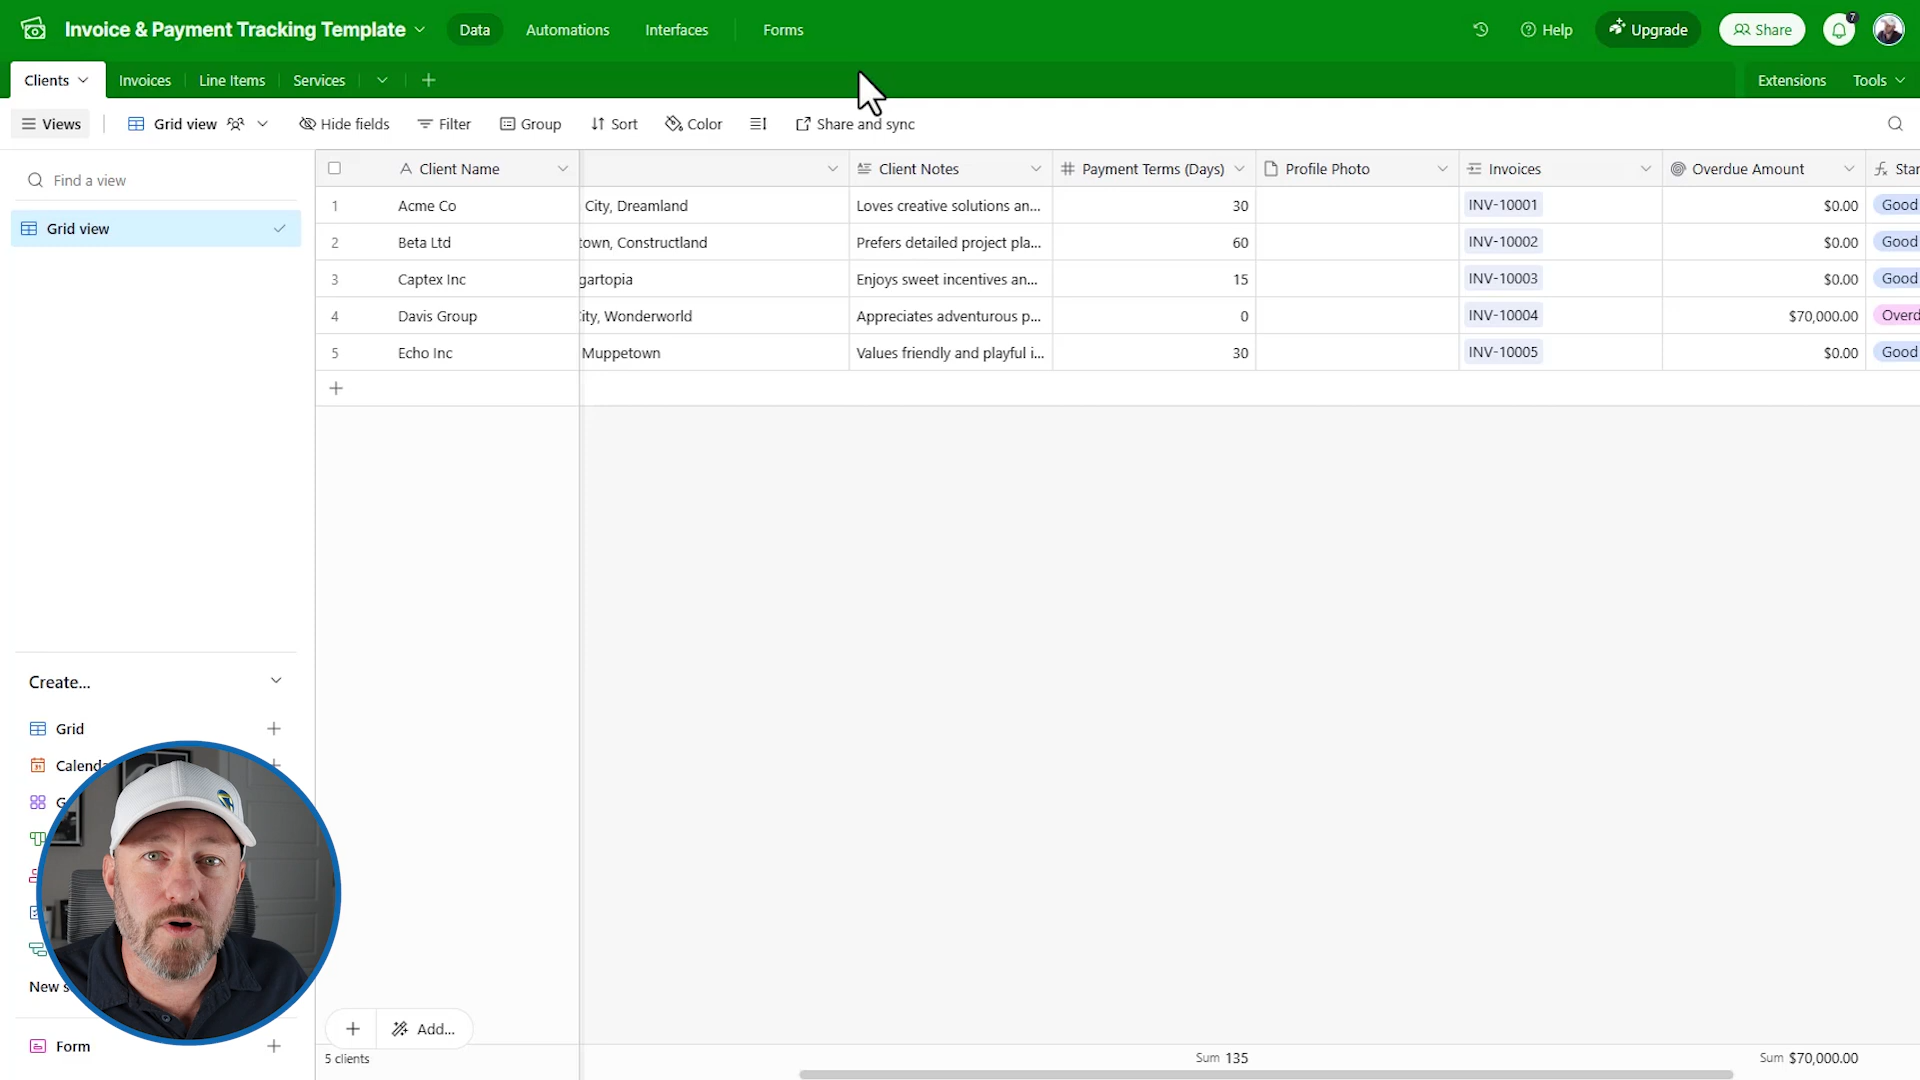 Invoice & Payment Tracking Template
Data
Automations
Interfaces
Forms
Help
Upgrade
Share
7
Clients
Invoices
Line Items
Services
Extensions
Tools
Views
Grid view
Hide fields
Filter
Group
Sort
Color
Share and sync
Find a view
Grid view
Client Name
Client Notes
Payment Terms (Days)
Profile Photo
Invoices
Overdue Amount
1 Acme Co City, Dreamland Loves creative solutions an... 30 INV-10001 $0.00 Good
2 Beta Ltd town, Constructland Prefers detailed project pla... 60 INV-10002 $0.00 Good
3 Captex Inc gartopia Enjoys sweet incentives an... 15 INV-10003 $0.00 Good
4 Davis Group City, Wonderworld Appreciates adventurous p... 0 INV-10004 $70,000.00 Overd
5 Echo Inc Muppetown Values friendly and playful i... 30 INV-10005 $0.00 Good
Create...
Grid
Calenda
New s
Form
Add...
5 clients
Sum 135
Sum $70,000.00